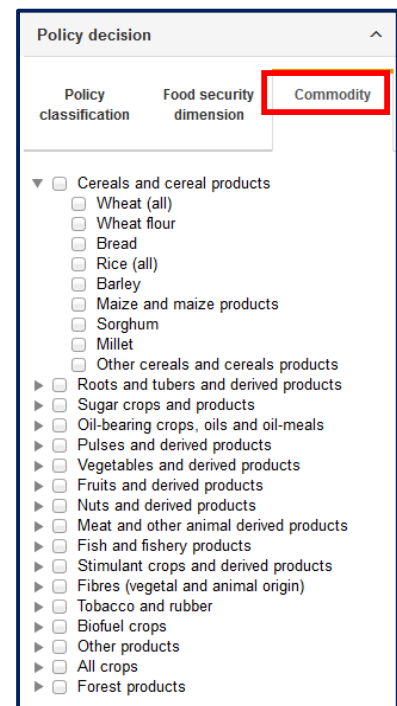 Policy decision
Policy classification
Food security dimension
Commodity
Cereals and cereal products
Wheat (all)
Wheat flour
Bread
Rice (all)
Barley
Maize and maize products
Sorghum
Millet
Other cereals and cereals products
Roots and tubers and derived products
Sugar crops and products
Oil-bearing crops, oils and oil-meals
Pulses and derived products
Vegetables and derived products
Fruits and derived products
Nuts and derived products
Meat and other animal derived products
Fish and fishery products
Stimulant crops and derived products
Fibres (vegetal and animal origin)
Tobacco and rubber
Biofuel crops
Other products
All crops
Forest products